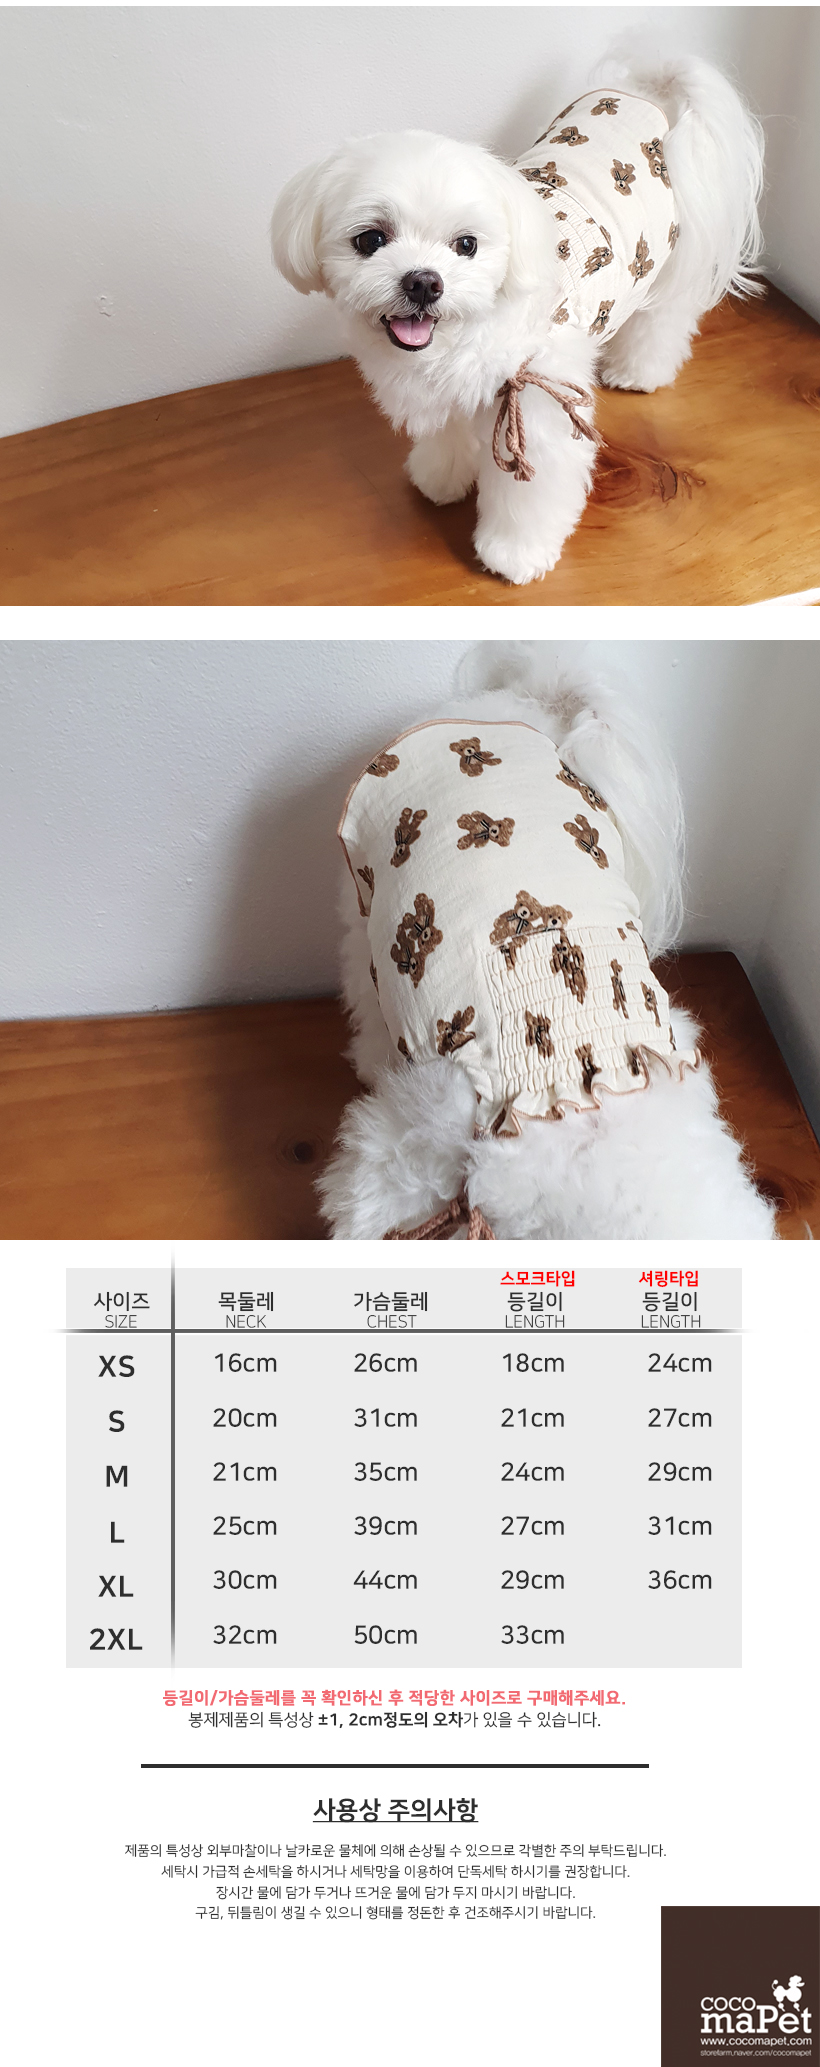 스모크타입 셔링타입
사이즈 목둘레 가슴둘레 등길이 등길이
SIZE NECK CHEST LENGTH LENGTH
XS 16cm 26cm 18cm 24cm
S 20cm 31cm 21cm 27cm
M 21cm 35cm 24cm 29cm
L 25cm 39cm 27cm 31cm
XL 30cm 44cm 29cm 36cm
2XL 32cm 50cm 33cm
등길이/가슴둘레를 꼭 확인하신 후 적당한 사이즈로 구매해주세요.
봉제제품의 특성상 ±1, 2cm정도의 오차가 있을 수 있습니다.
사용상 주의사항
제품의 특성상 외부마찰이나 날카로운 물체에 의해 손상될 수 있으므로 각별한 주의 부탁드립니다.
세탁시 가급적 손세탁을 하시거나 세탁망을 이용하여 단독세탁 하시기를 권장합니다.
장시간 물에 담가 두거나 뜨거운 물에 담가 두지 마시기 바랍니다.
구김, 뒤틀림이 생길 수 있으니 형태를 정돈한 후 건조해주시기 바랍니다.
coco
maPet
www.cocomapet.com
storefarm.naver.com/cocomapet